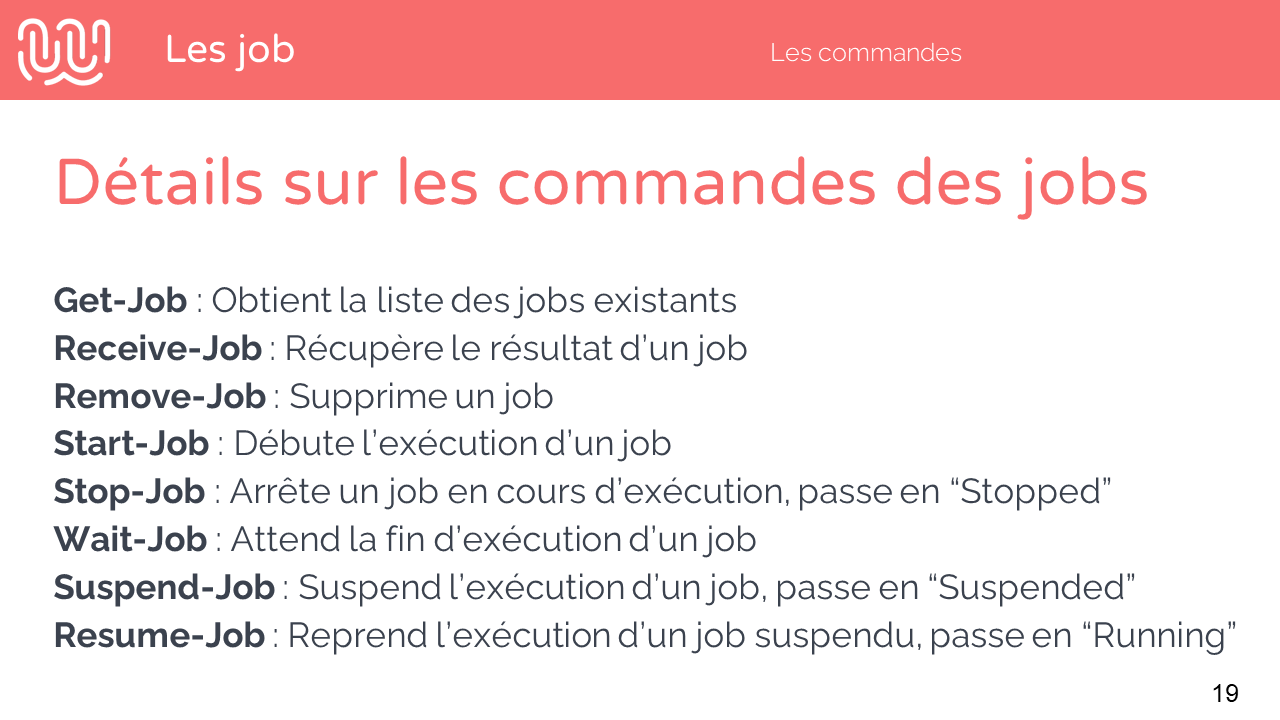 Les job
Les commandes
Détails sur les commandes des jobs
Get-Job : Obtient la liste des jobs existants
Receive-Job : Récupère le résultat d’un job
Remove-Job : Supprime un job
Start-Job : Débute l’exécution d’un job
Stop-Job : Arrête un job en cours d’exécution, passe en “Stopped”
Wait-Job : Attend la fin d’exécution d’un job
Suspend-Job : Suspend l’exécution d’un job, passe en “Suspended”
Resume-Job : Reprend l’exécution d’un job suspendu, passe en “Running”
19